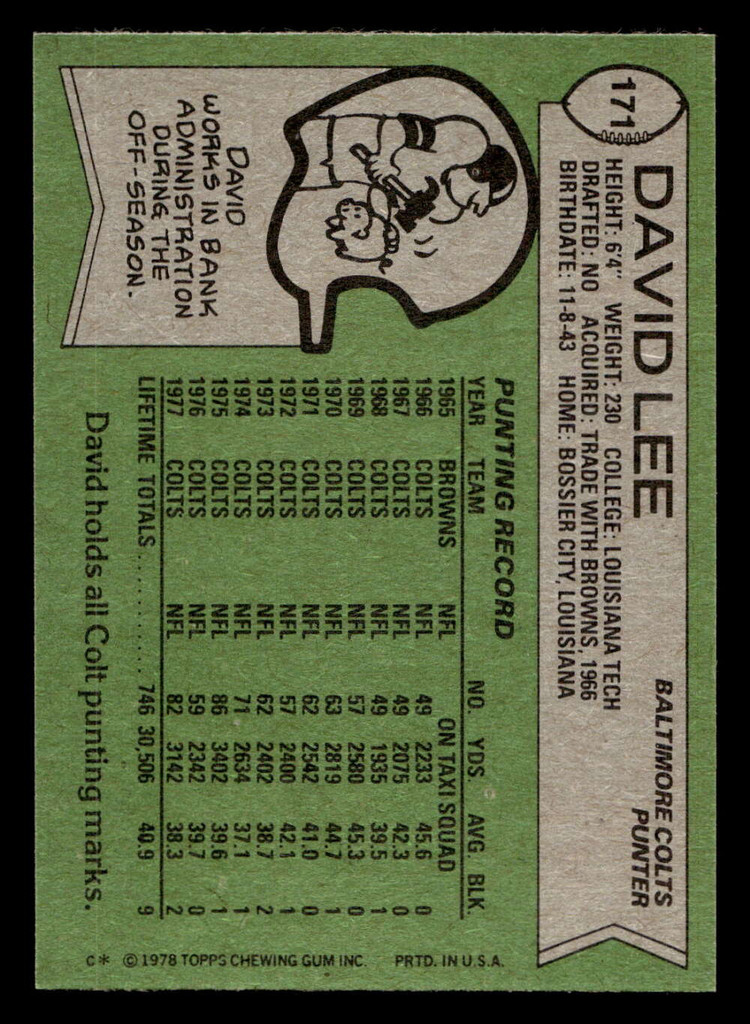 171
DAVID LEE
BALTIMORE COLTS
PUNTER
HEIGHT: 6'4" WEIGHT: 230 COLLEGE: LOUISIANA TECH
DRAFTED: NO ACQUIRED: TRADE WITH BROWNS, 1966
BIRTHDATE: 11-8-43 HOME: BOSSIER CITY, LOUISIANA
DAVID
WORKS IN BANK
ADMINISTRATION
DURING THE
OFF-SEASON.
PUNTING RECORD
YEAR TEAM NO. YDS. AVG. BLK.
1965 BROWNS NFL ON TAXI SQUAD
1966 COLTS NFL 49 2233 45.6 0
1967 COLTS NFL 49 2075 42.3 0
1968 COLTS NFL 49 1935 39.5 1
1969 COLTS NFL 57 2580 45.3 0
1970 COLTS NFL 63 2819 44.7 1
1971 COLTS NFL 62 2542 41.0 0
1972 COLTS NFL 57 2400 42.1 1
1973 COLTS NFL 62 2402 38.7 2
1974 COLTS NFL 71 2634 37.1 1
1975 COLTS NFL 86 3402 39.6 1
1976 COLTS NFL 59 2342 39.7 0
1977 COLTS NFL 82 3142 38.3 2
LIFETIME TOTALS ........... 746 30,506 40.9 9
David holds all Colt punting marks.
C* © 1978 TOPPS CHEWING GUM INC. PRTD. IN U.S.A.